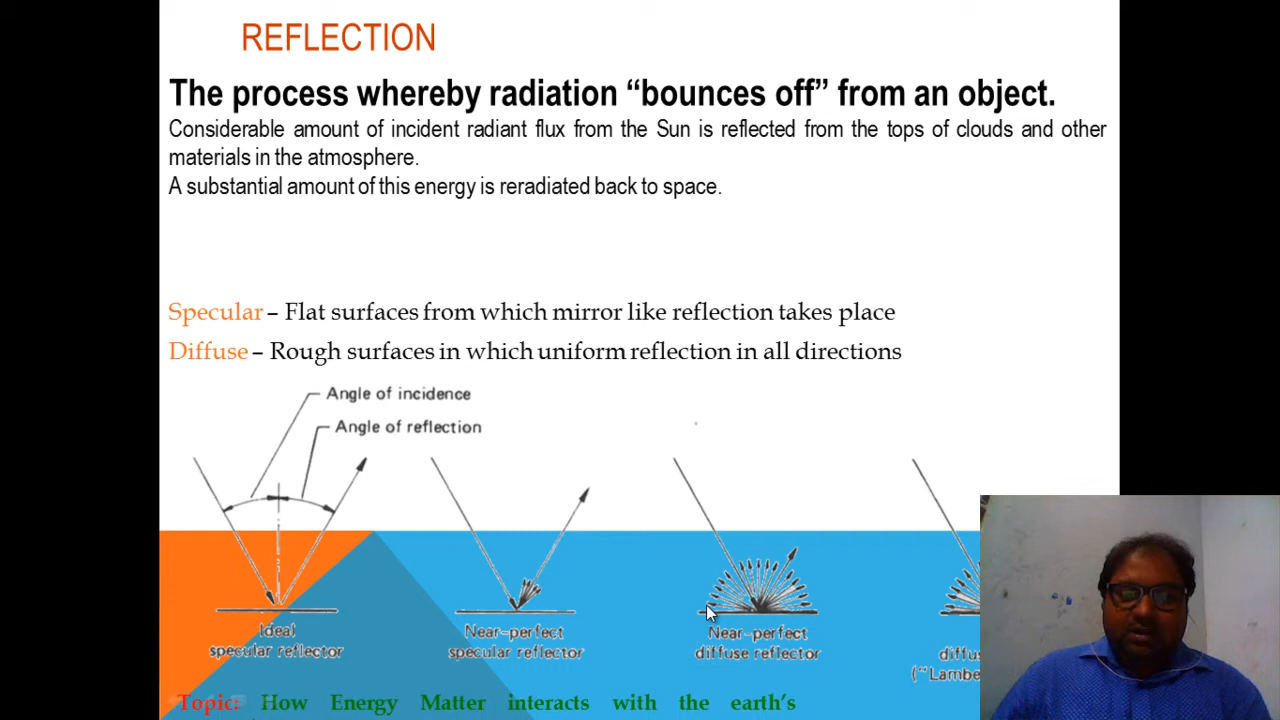 REFLECTION
The process whereby radiation “bounces off” from an object.
Considerable amount of incident radiant flux from the Sun is reflected from the tops of clouds and other
materials in the atmosphere.
A substantial amount of this energy is reradiated back to space.
Specular – Flat surfaces from which mirror like reflection takes place
Diffuse – Rough surfaces in which uniform reflection in all directions
Angle of incidence
Angle of reflection
Ideal
specular reflector
Near-perfect
specular reflector
Near-perfect
diffuse reflector
Topic: How Energy Matter interacts with the earth’s